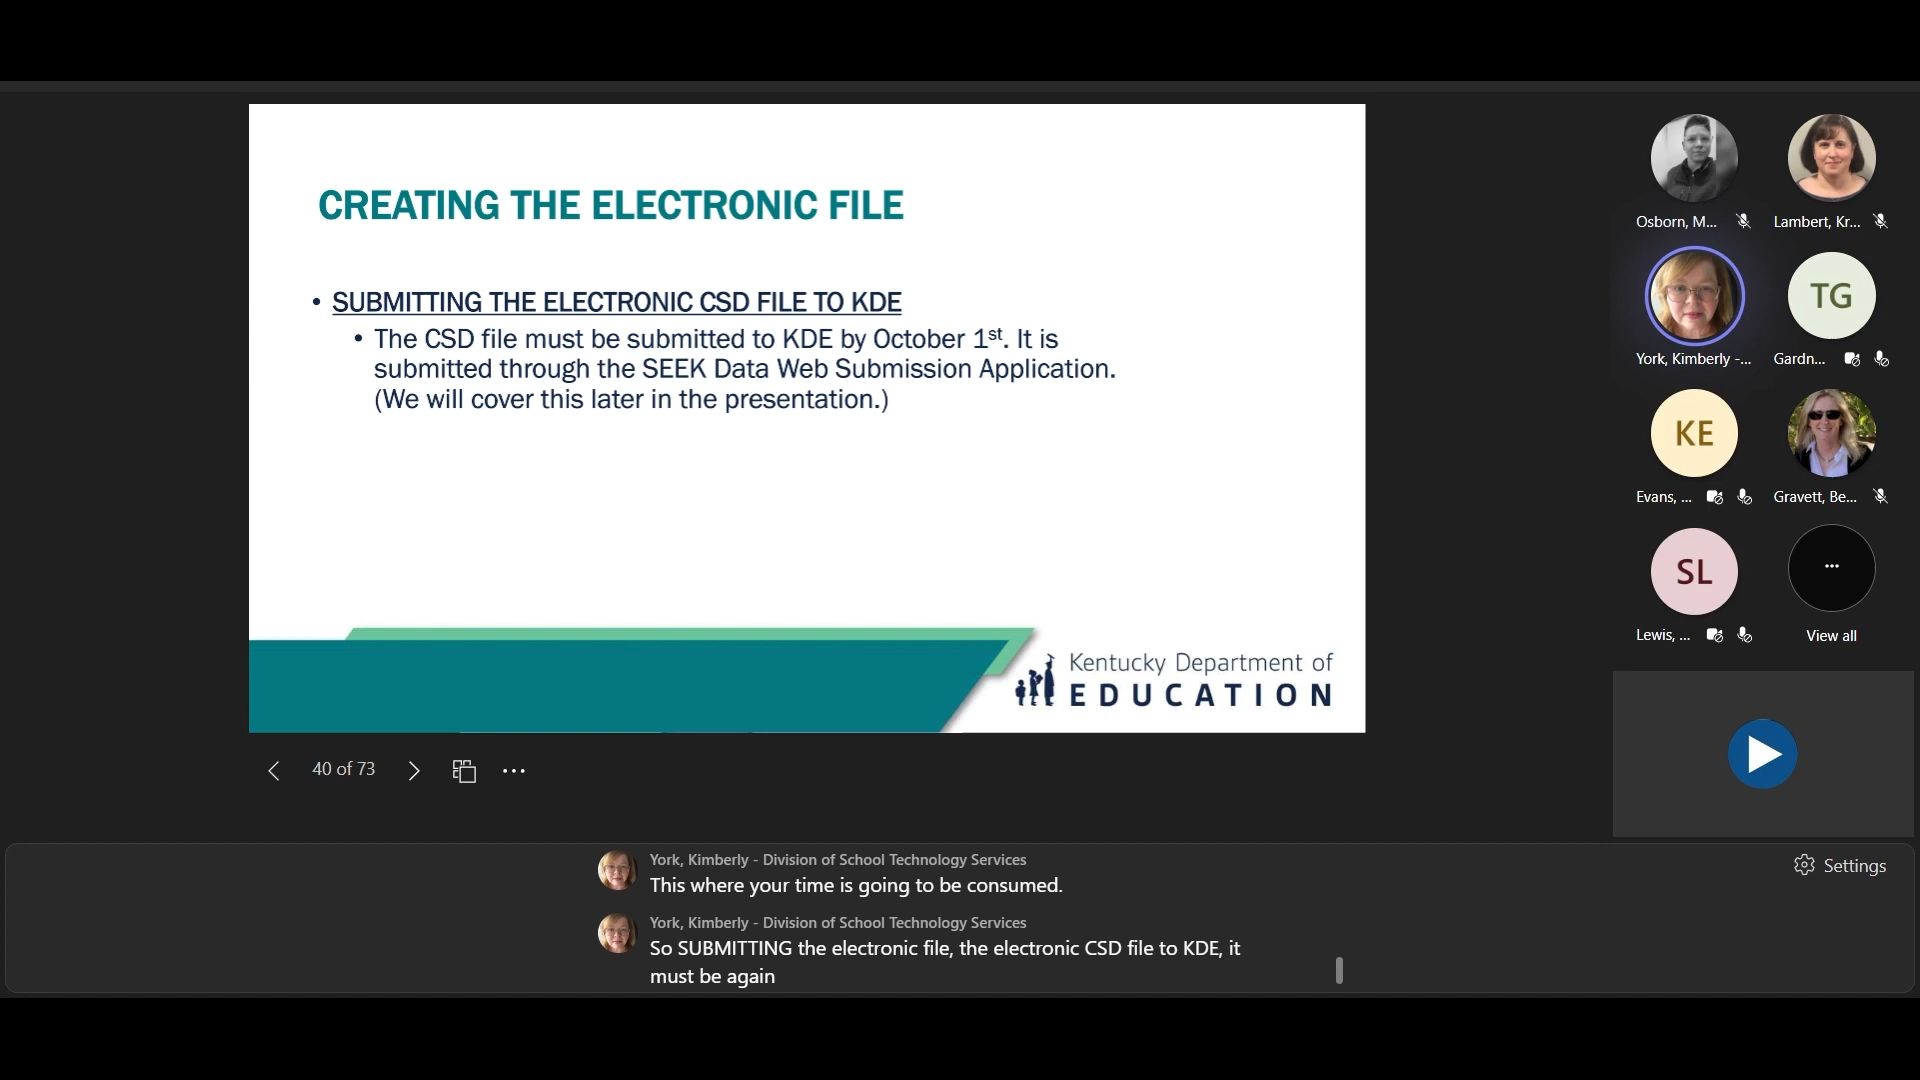 CREATING THE ELECTRONIC FILE
• SUBMITTING THE ELECTRONIC CSD FILE TO KDE
• The CSD file must be submitted to KDE by October 1st. It is
submitted through the SEEK Data Web Submission Application.
(We will cover this later in the presentation.)
Kentucky Department of
EDUCATION
40 of 73
Osborn, M...
Lambert, Kr...
York, Kimberly -...
TG
Gardn...
KE
Evans, ...
Gravett, Be...
SL
Lewis, ...
View all
York, Kimberly - Division of School Technology Services
This where your time is going to be consumed.
York, Kimberly - Division of School Technology Services
So SUBMITTING the electronic file, the electronic CSD file to KDE, it
must be again
Settings